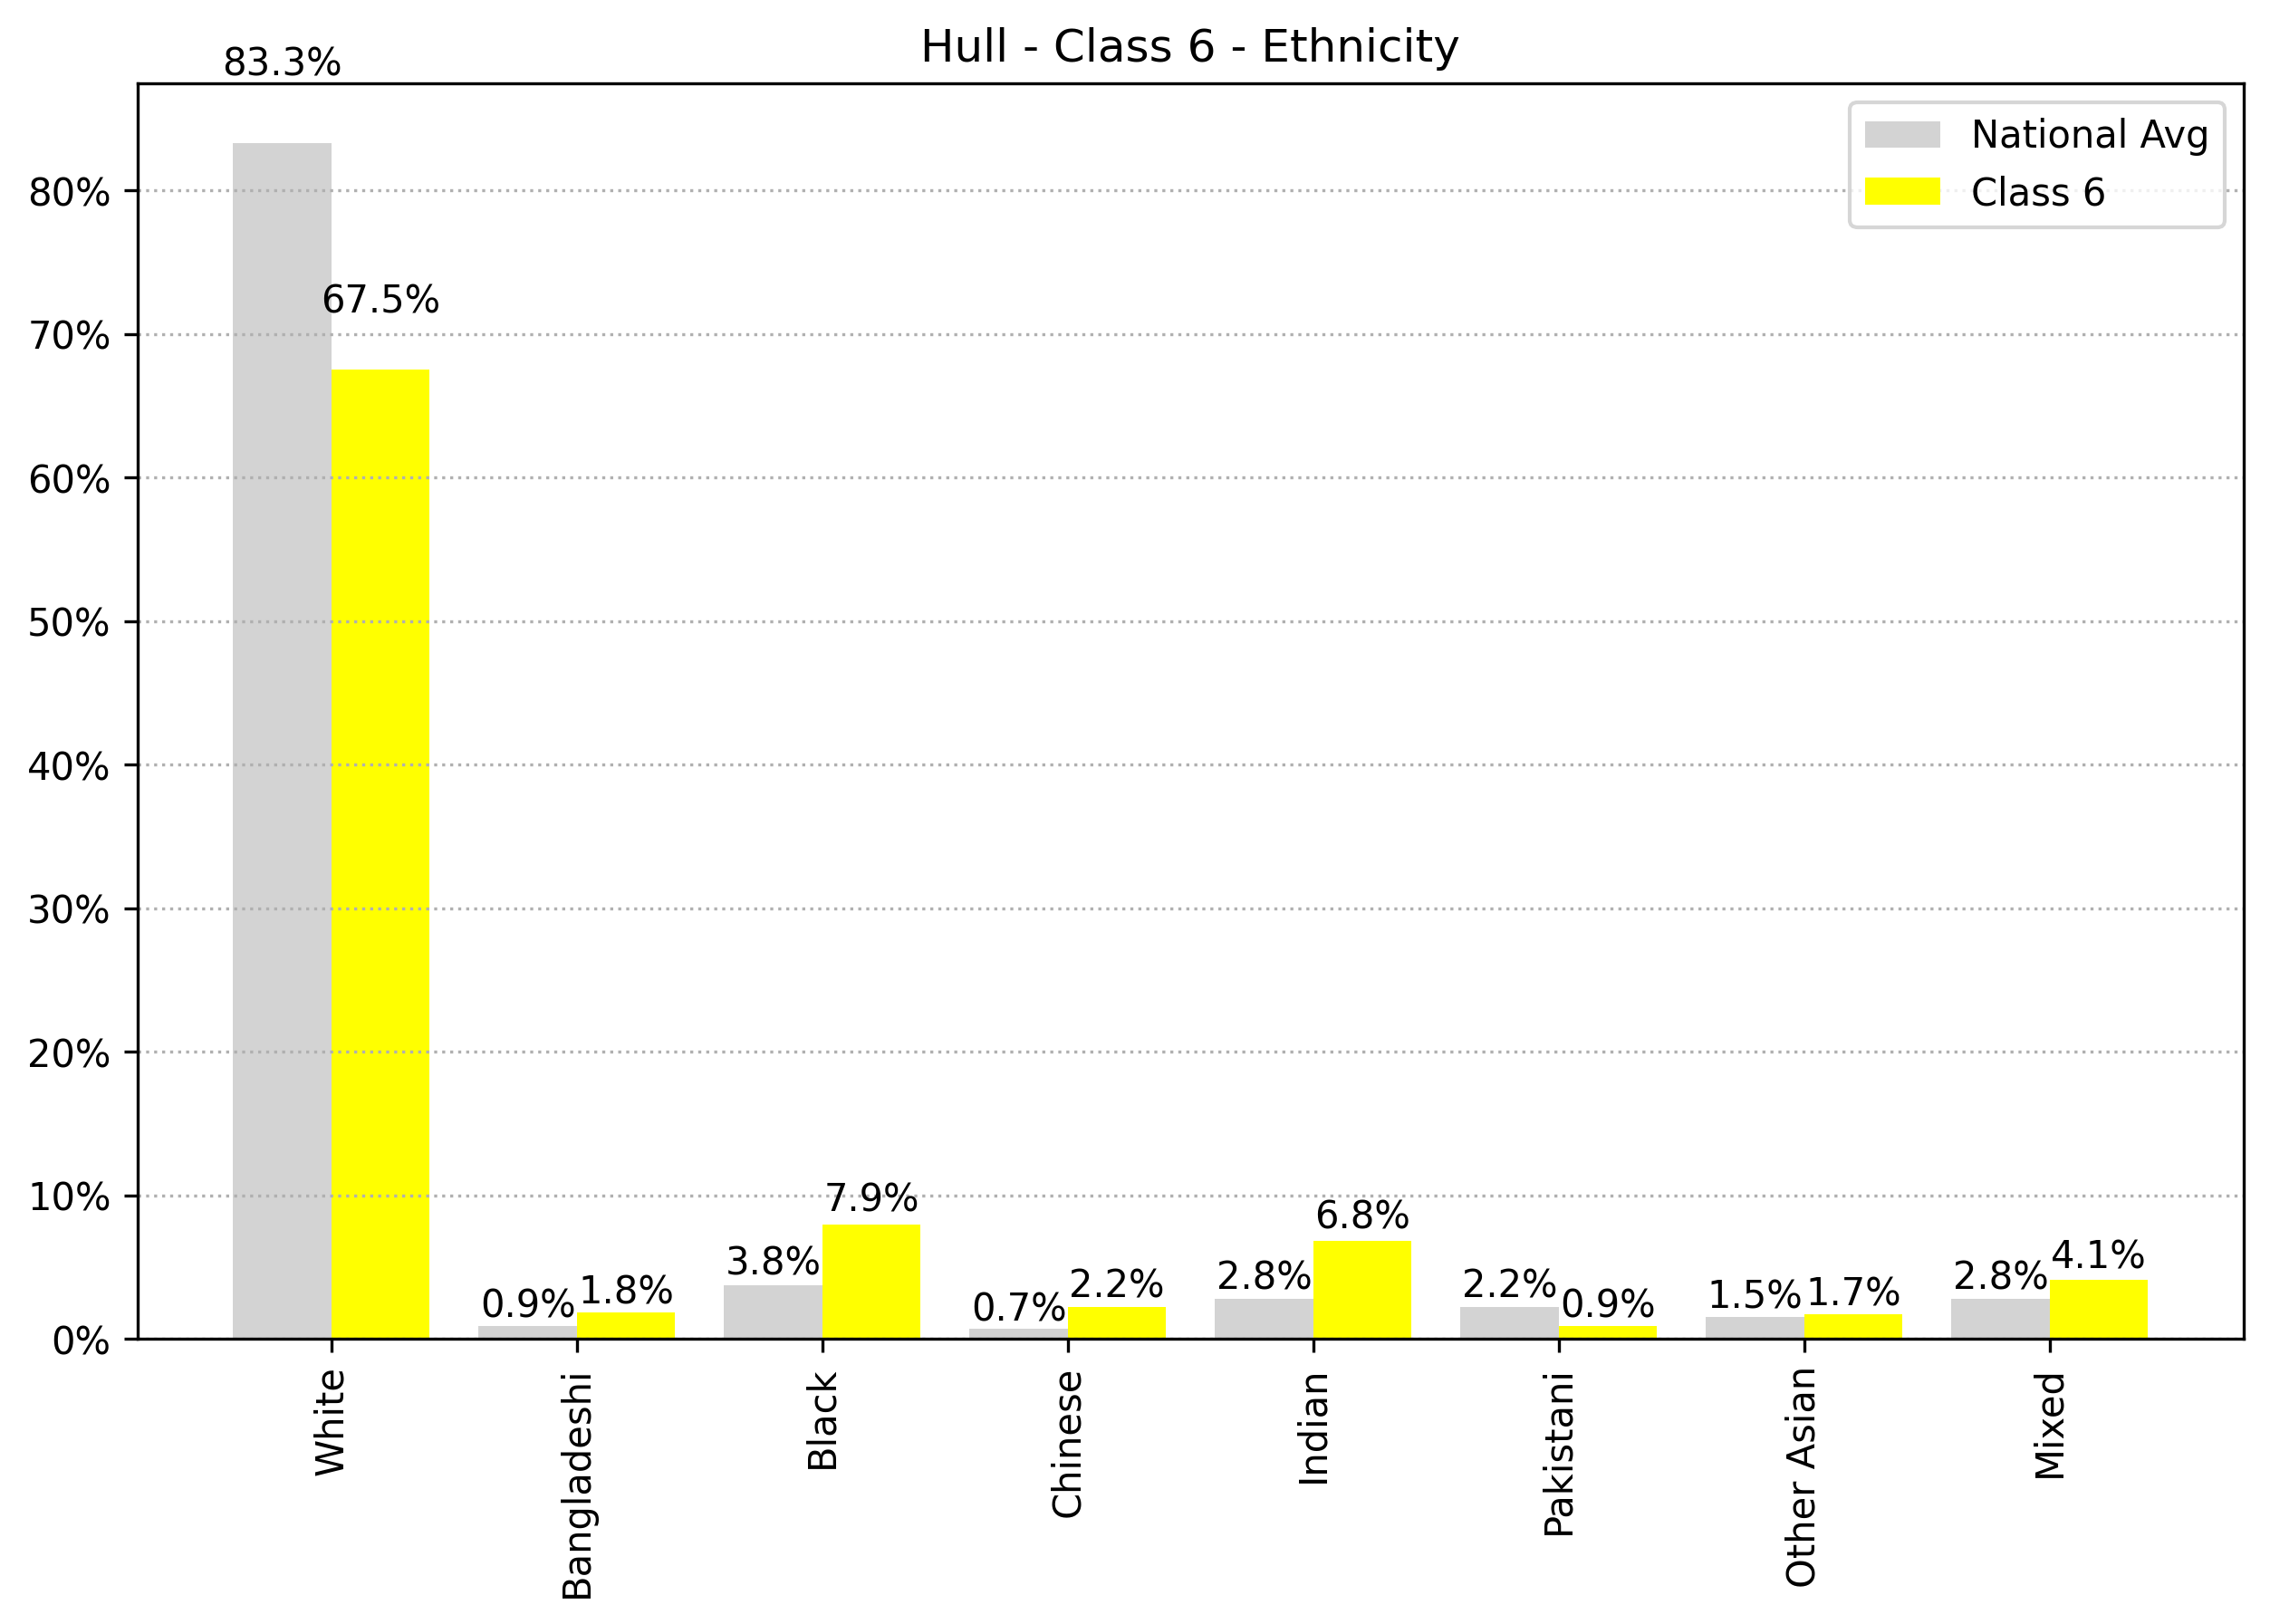 Hull - Class 6 - Ethnicity
83.3%
National Avg
Class 6
80%
67.5%
70%
60%
50%
40%
30%
20%
10%
0%
0.9% 1.8%
3.8% 7.9%
0.7% 2.2%
2.8% 6.8%
2.2% 0.9%
1.5% 1.7%
2.8% 4.1%
White
Bangladeshi
Black
Chinese
Indian
Pakistani
Other Asian
Mixed